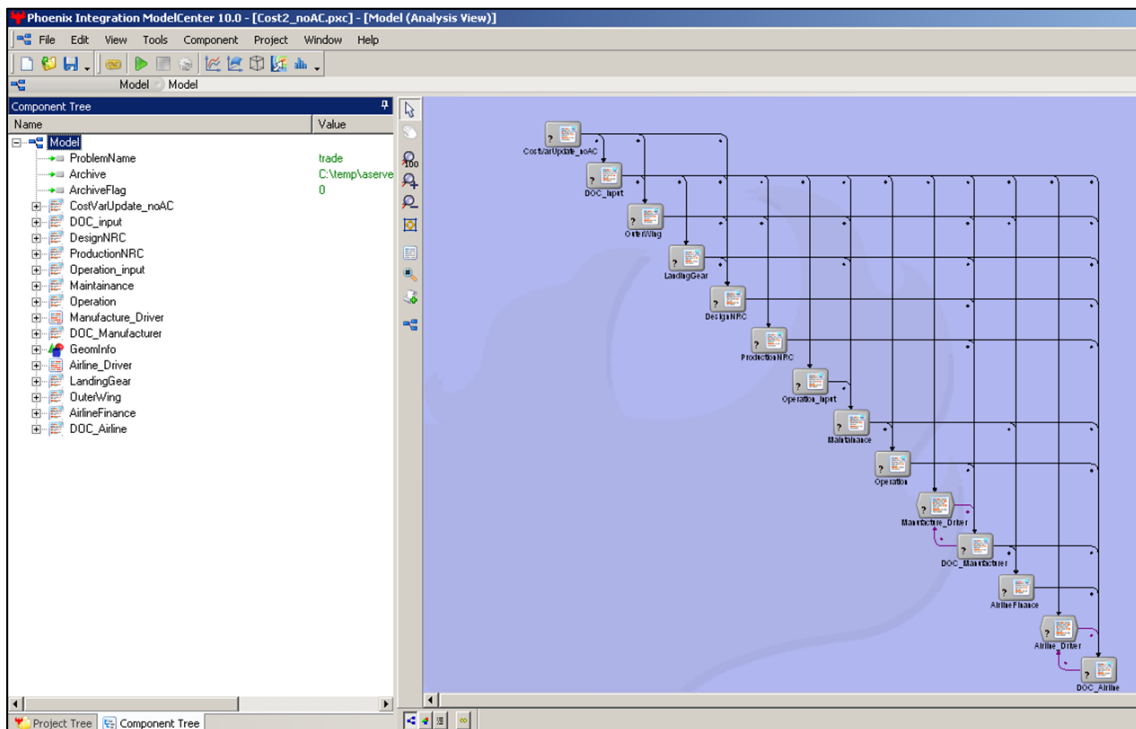 Phoenix Integration ModelCenter 10.0 - [Cost2_noAC.pxc] - [Model (Analysis View)]
File Edit View Tools Component Project Window Help
Model Model
Component Tree
Name Value
Model
ProblemName trade
Archive C:\temp\aserve
ArchiveFlag 0
CostVarUpdate_noAC
DOC_input
DesignNRC
ProductionNRC
Operation_input
Maintainance
Operation
Manufacture_Driver
DOC_Manufacturer
GeomInfo
Airline_Driver
LandingGear
OuterWing
AirlineFinance
DOC_Airline
100
CostVarUpdate_noAC
DOC_Input
OuterWing
LandingGear
DesignNRC
ProductionNRC
Operation_Input
Maintainance
Operation
Manufacture_Driver
DOC_Manufacturer
AirlineFinance
Airline_Driver
DOC_Airline
Project Tree Component Tree